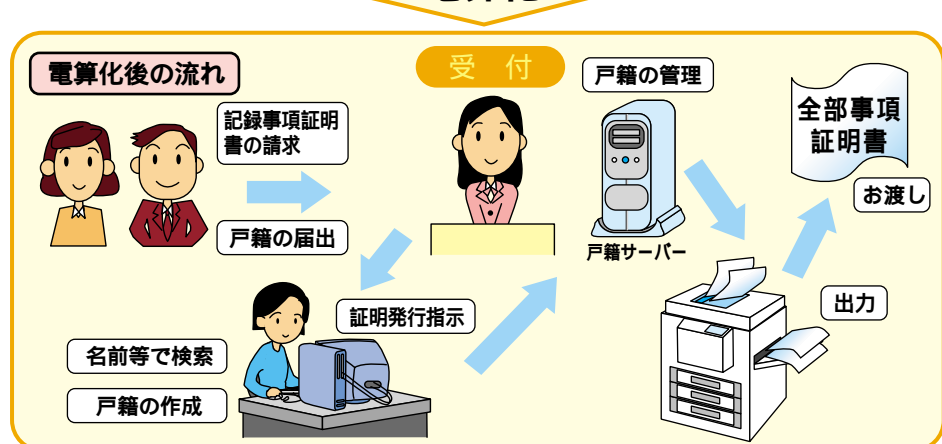 電算化後の流れ
受 付
戸籍の管理
全部事項
証明書
記録事項証明
書の請求
お渡し
戸籍の届出
戸籍サーバー
証明発行指示
出力
名前等で検索
戸籍の作成